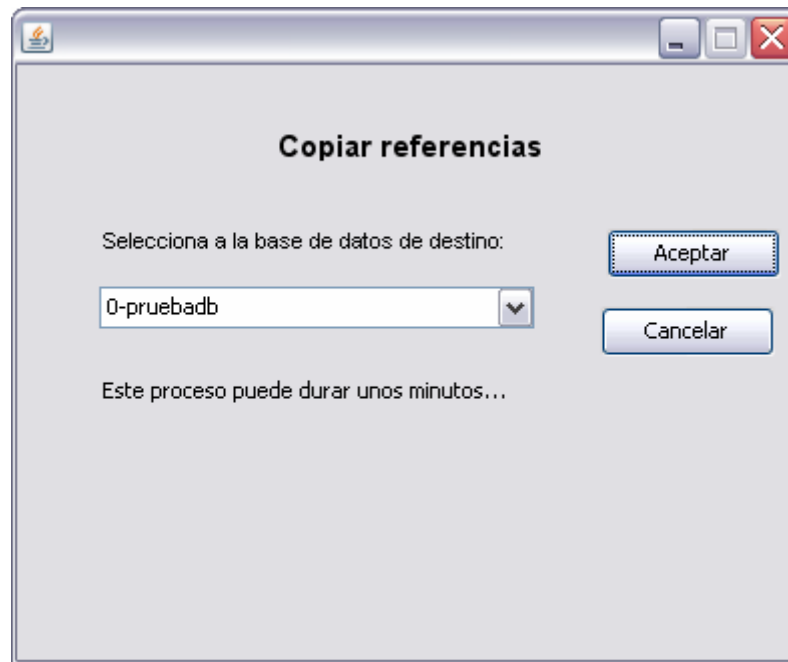 Copiar referencias
Selecciona a la base de datos de destino:
Aceptar
0-pruebadb
Cancelar
Este proceso puede durar unos minutos...